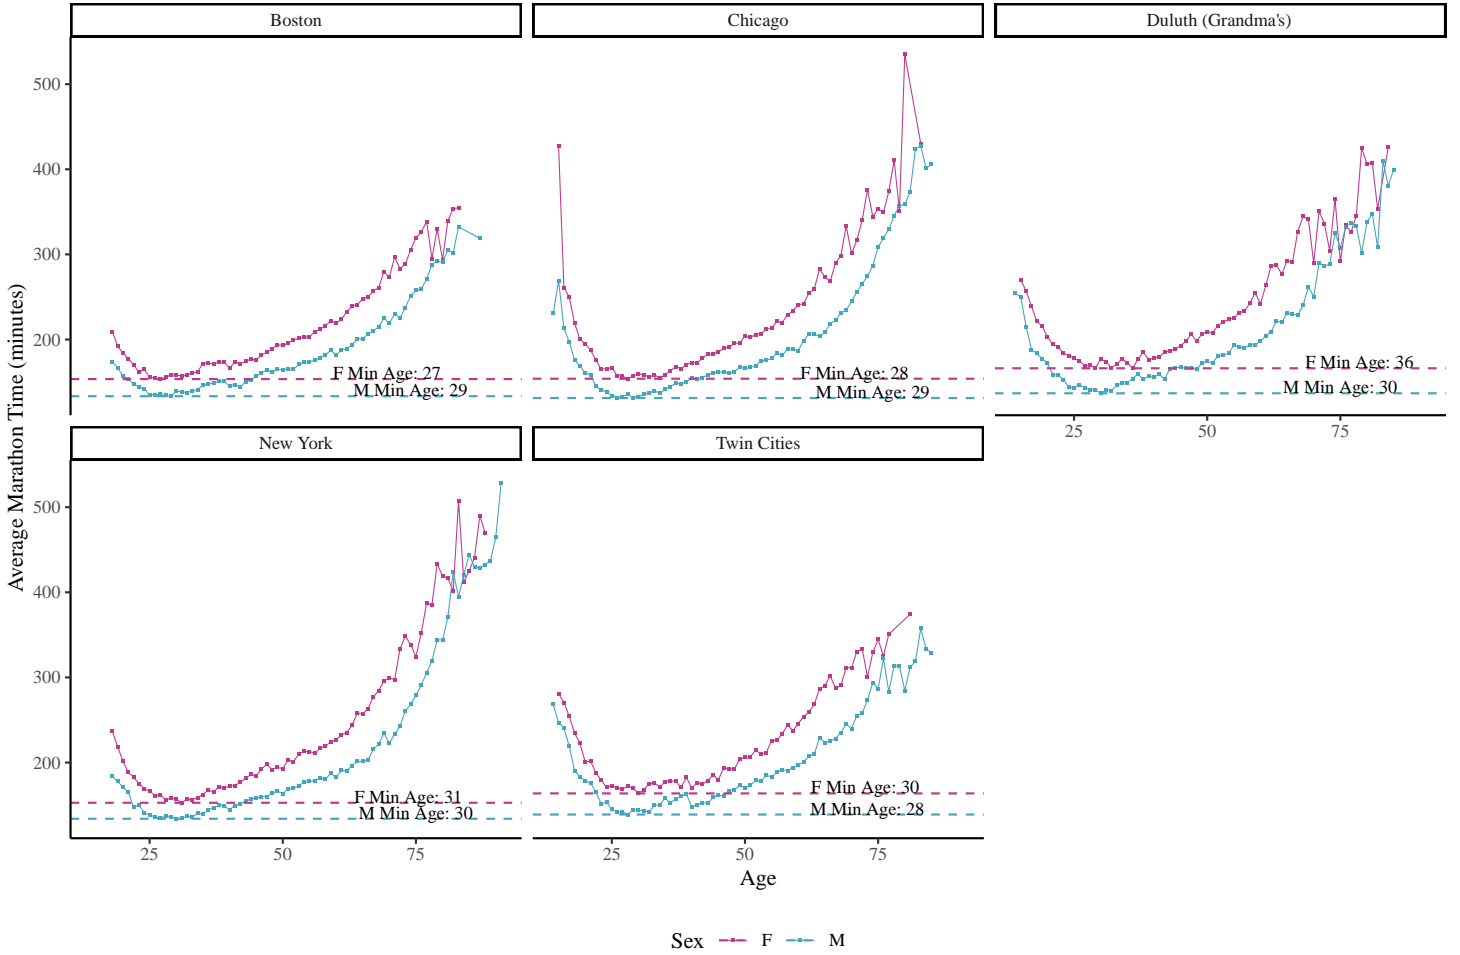 Boston
Chicago
Duluth (Grandma's)
Average Marathon Time (minutes)
500
400
300
200
F Min Age: 27
M Min Age: 29
F Min Age: 28
M Min Age: 29
F Min Age: 36
M Min Age: 30
25 50 75
New York
Twin Cities
500
400
300
200
F Min Age: 31
M Min Age: 30
F Min Age: 30
M Min Age: 28
25 50 75
25 50 75
Age
Sex F M